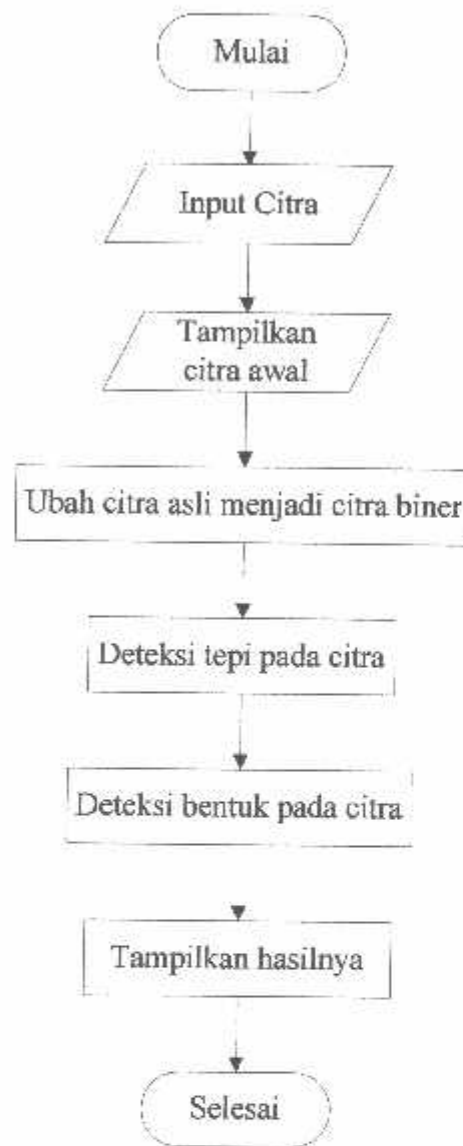 Mulai
Input Citra
Tampilkan
citra awal
Ubah citra asli menjadi citra biner
Deteksi tepi pada citra
Deteksi bentuk pada citra
Tampilkan hasilnya
Selesai